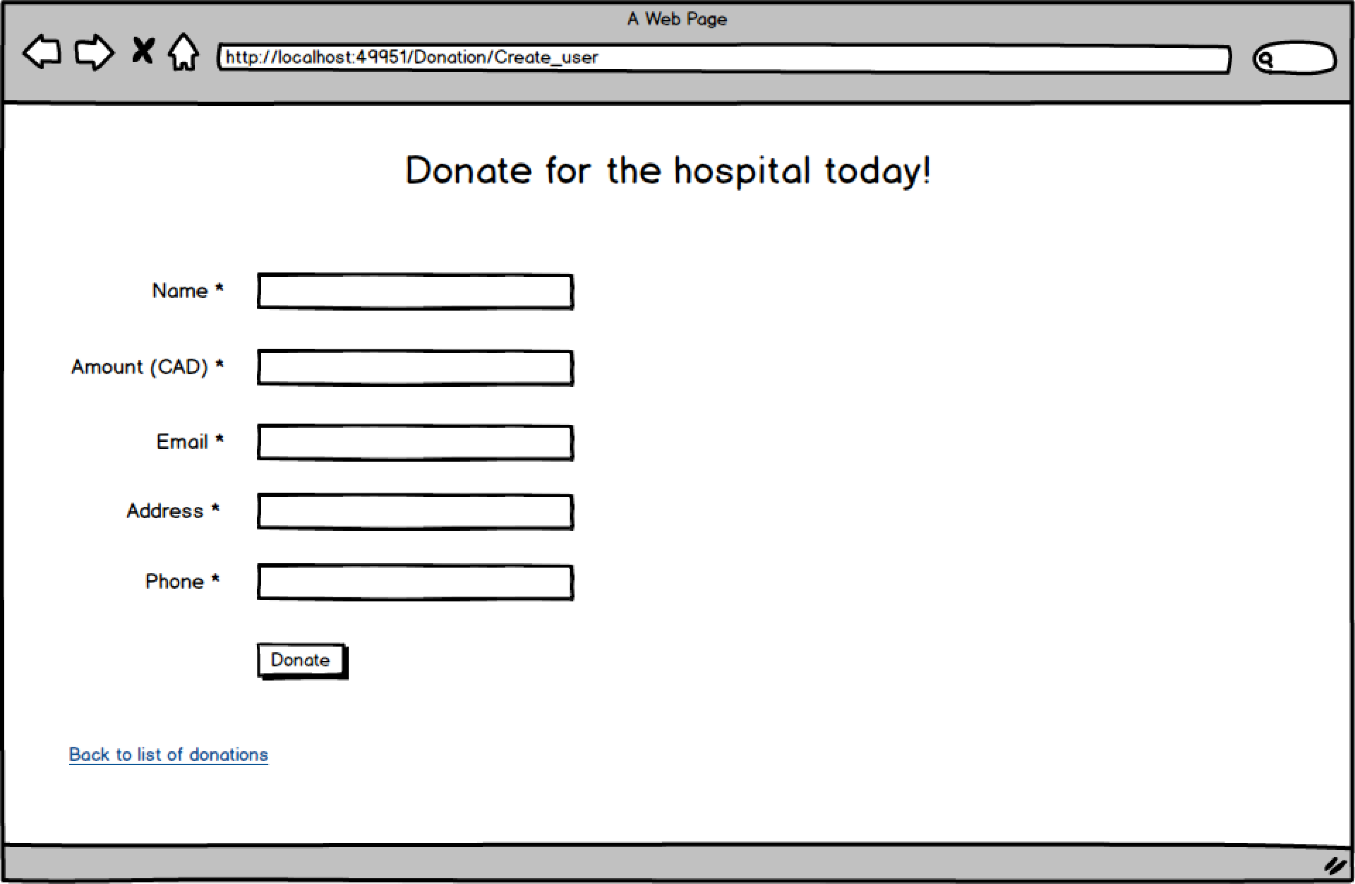 A Web Page
http://localhost:49951/Donation/Create_user
Donate for the hospital today!
Name *
Amount (CAD) *
Email *
Address *
Phone *
Donate
Back to list of donations